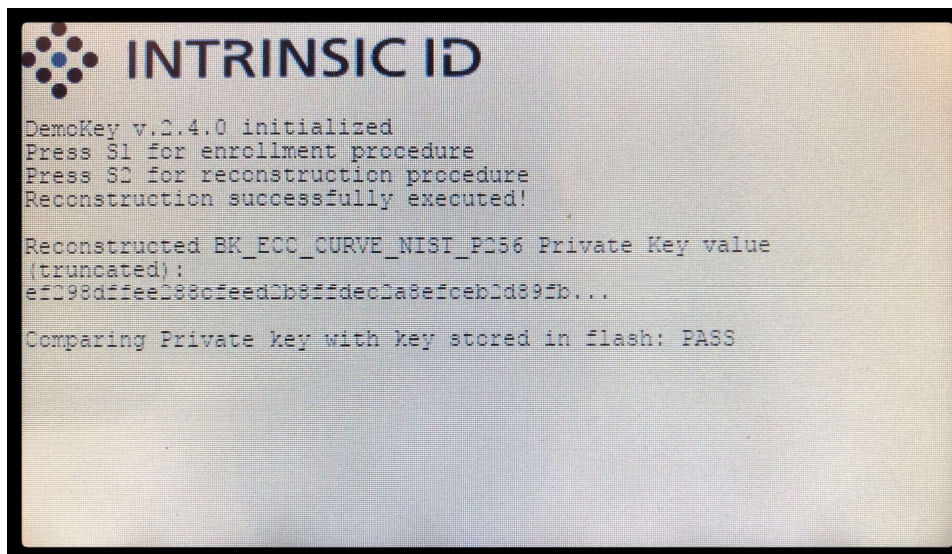 INTRINSIC ID
DemoKey v.2.4.0 initialized
Press S1 for enrollment procedure
Press S2 for reconstruction procedure
Reconstruction successfully executed!
Reconstructed BK_ECC_CURVE_NIST_P256 Private Key value
(truncated):
Comparing Private key with key stored in flash: PASS